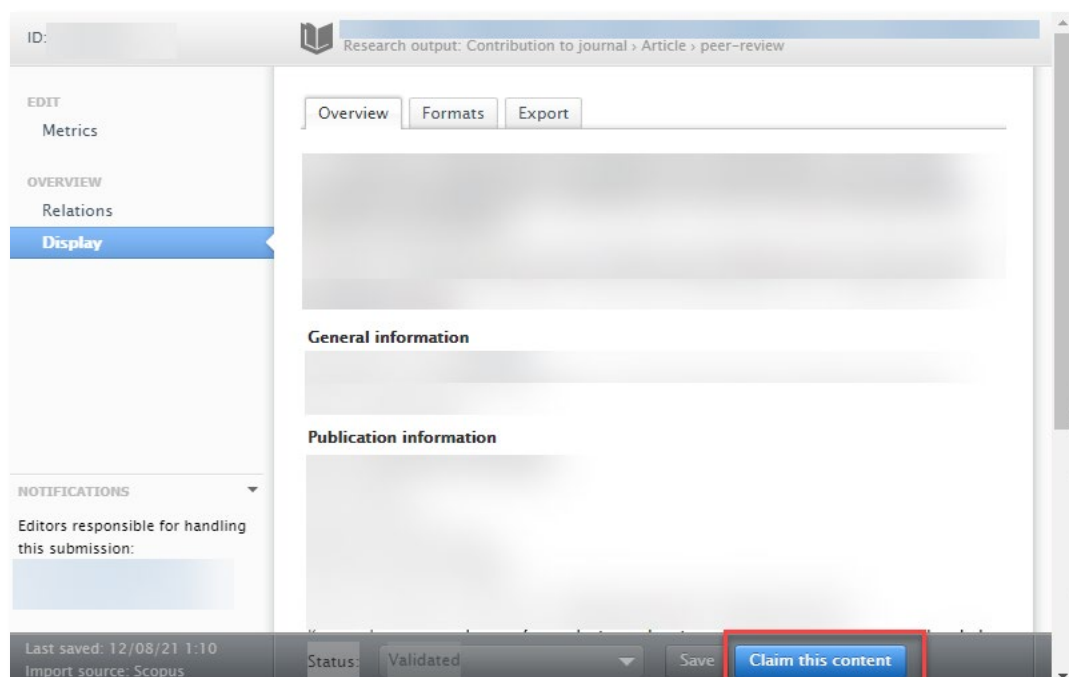 ID:
Research output: Contribution to journal › Article › peer-review
EDIT
Metrics
OVERVIEW
Relations
Display
Overview
Formats
Export
General information
Publication information
NOTIFICATIONS
Editors responsible for handling
this submission:
Last saved: 12/08/21 1:10
Import source: Scopus
Status:
Validated
Save
Claim this content